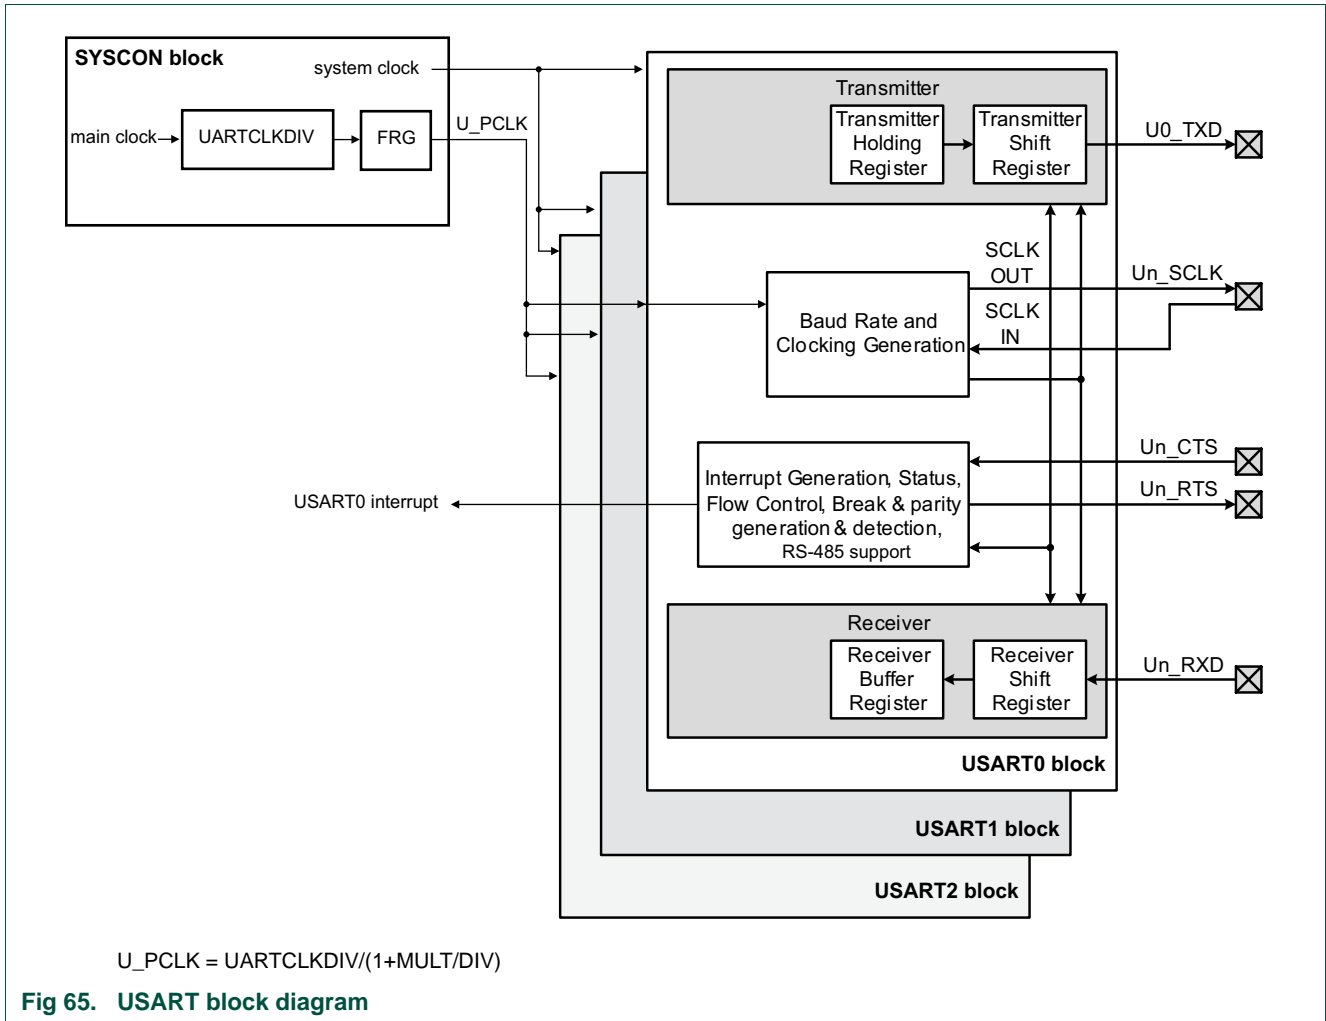 SYSCON block
system clock
main clock
UARTCLKDIV
FRG
U_PCLK
Transmitter
Transmitter
Holding
Register
Transmitter
Shift
Register
U0_TXD
SCLK
OUT
Un_SCLK
SCLK
IN
Baud Rate and
Clocking Generation
Un_CTS
Un_RTS
Interrupt Generation, Status,
Flow Control, Break & parity
generation & detection,
RS-485 support
USART0 interrupt
Receiver
Receiver
Buffer
Register
Receiver
Shift
Register
Un_RXD
USART0 block
USART1 block
USART2 block
U_PCLK = UARTCLKDIV/(1+MULT/DIV)
Fig 65. USART block diagram